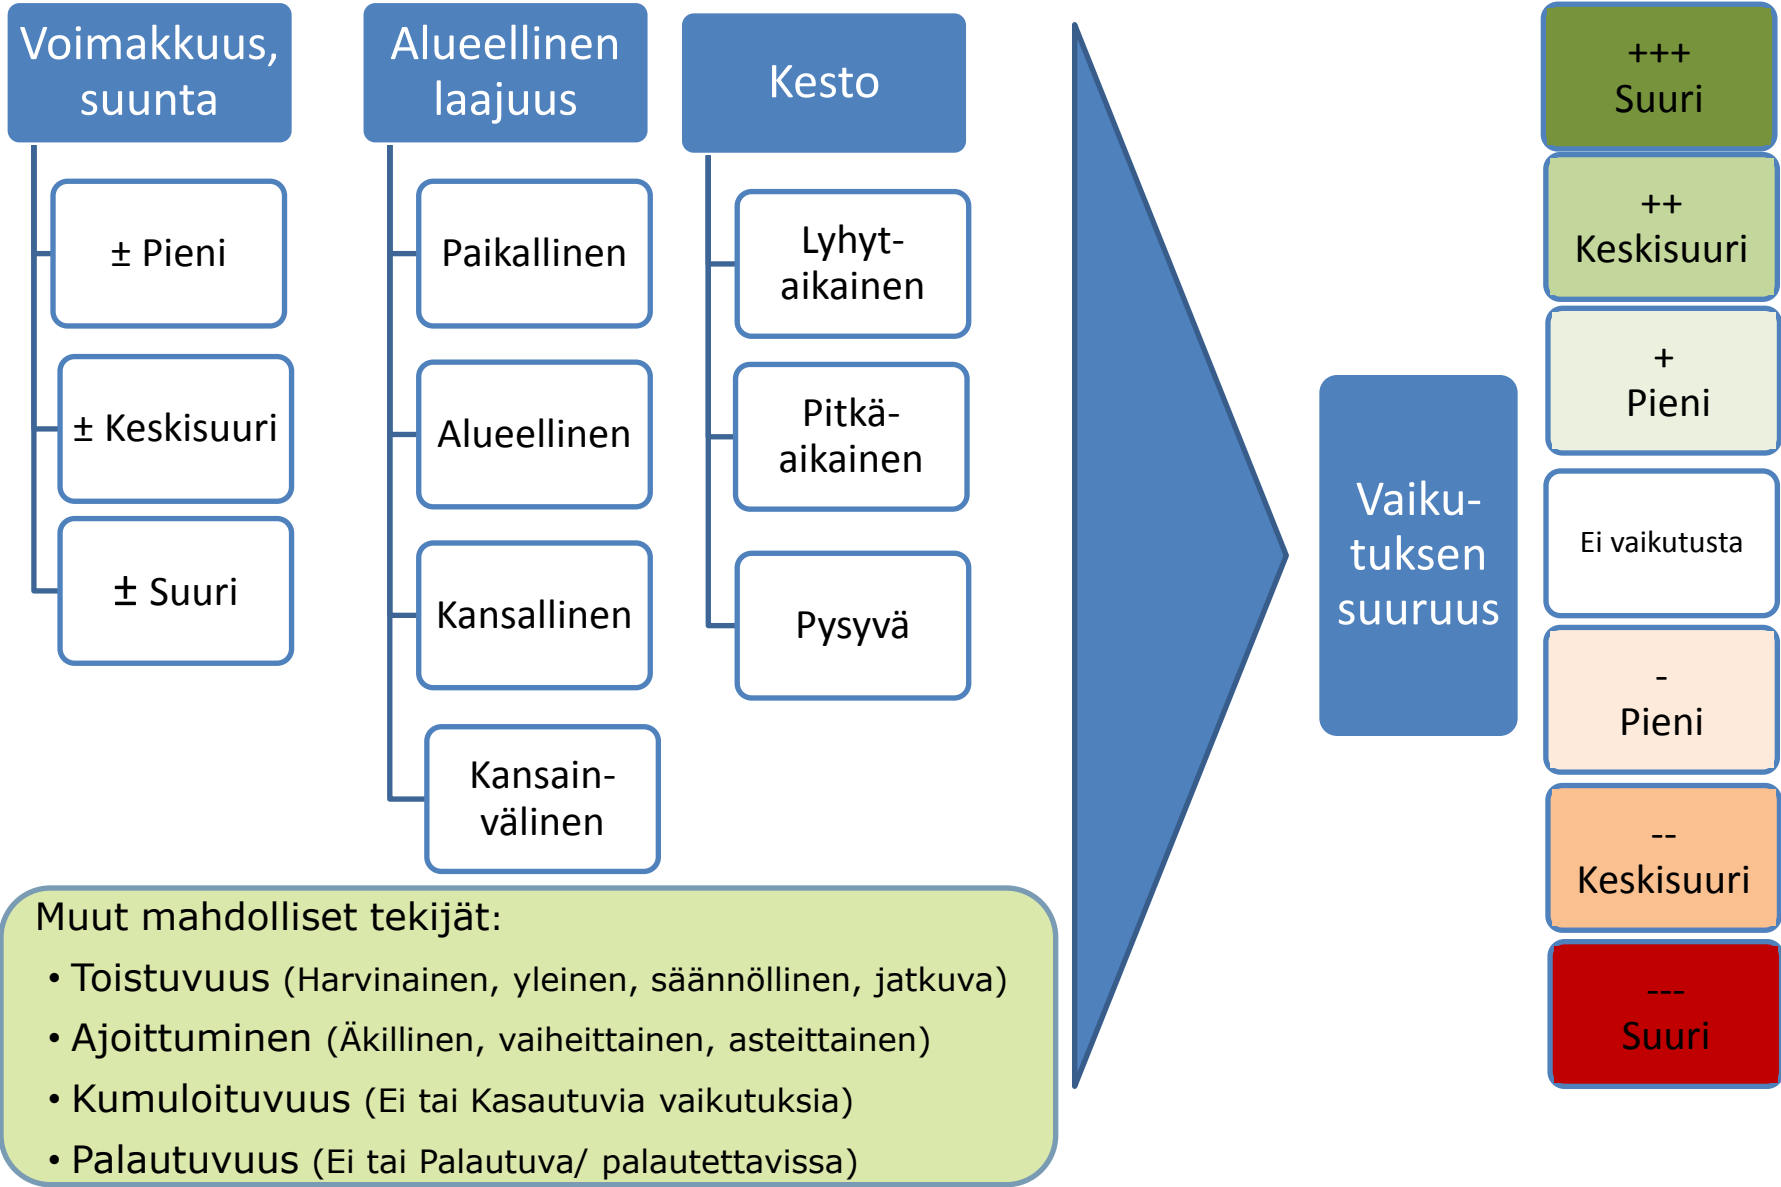 Voimakkuus,
suunta
± Pieni
± Keskisuuri
± Suuri
Alueellinen
laajuus
Paikallinen
Alueellinen
Kansallinen
Kansain-
välinen
Kesto
Lyhyt-
aikainen
Pitkä-
aikainen
Pysyvä
Muut mahdolliset tekijät:
• Toistuvuus (Harvinainen, yleinen, säännöllinen, jatkuva)
• Ajoittuminen (Äkillinen, vaiheittainen, asteittainen)
• Kumuloituvuus (Ei tai Kasautuvia vaikutuksia)
• Palautuvuus (Ei tai Palautuva/ palautettavissa)
Vaiku-
tuksen
suuruus
+++
Suuri
++
Keskisuuri
+
Pieni
Ei vaikutusta
-
Pieni
--
Keskisuuri
---
Suuri